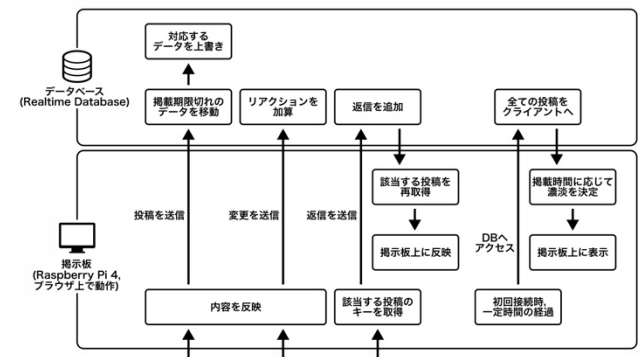 対応する
データを上書き
データベース
(Realtime Database)
掲載期限切れの
データを移動
リアクションを
加算
返信を追加
全ての投稿を
クライアントへ
該当する投稿を
再取得
掲載時間に応じて
濃淡を決定
投稿を送信
変更を送信
返信を送信
DBへ
アクセス
掲示板上に反映
掲示板上に表示
掲示板
(Raspberry Pi 4,
ブラウザ上で動作)
内容を反映
該当する投稿の
キーを取得
初回接続時,
一定時間の経過